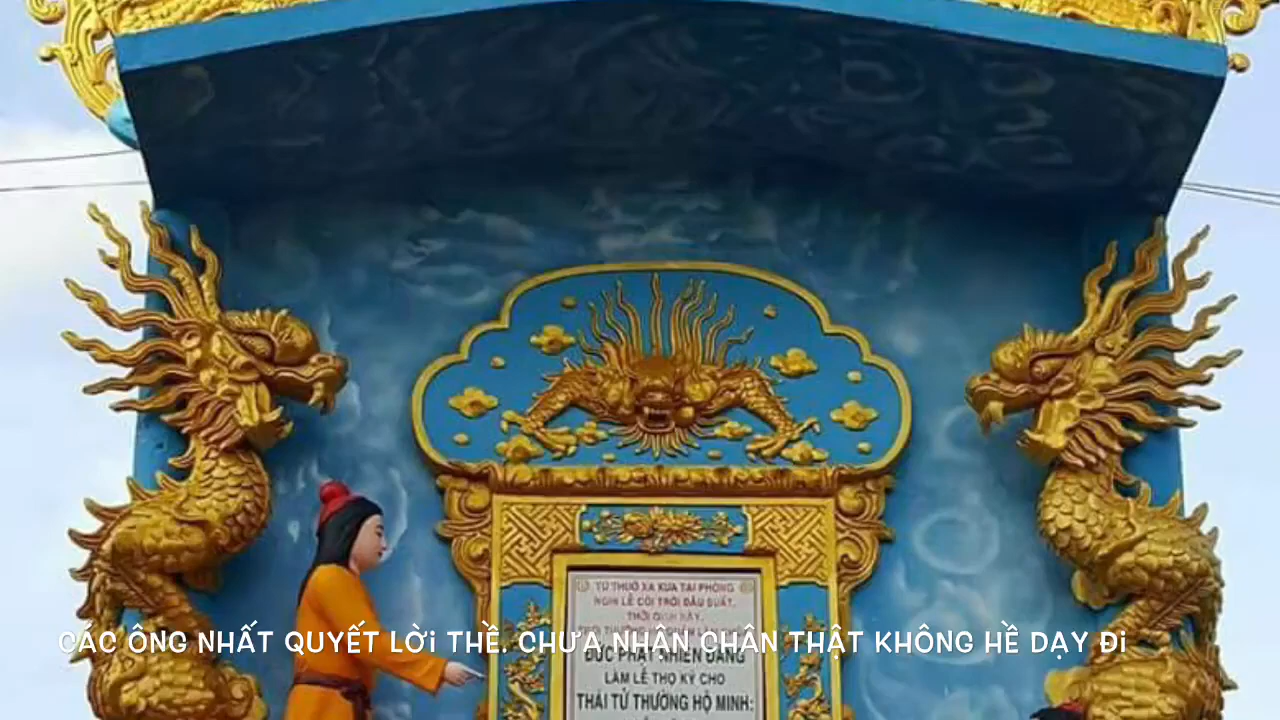 TỪ THUỞ XA XƯA TẠI PHÒNG
NGHI LỄ CÕI TRỜI ĐÂU SUẤT,
THỜI GIAN NÀY,
CÁC ÔNG NHẤT QUYẾT LỜI THỀ. CHƯA NHẬN CHÂN THẬT KHÔNG HỀ DẠY ĐI
ĐỨC PHẬT NHIÊN ĐĂNG
LÀM LỄ THỌ KÝ CHO
THÁI TỬ THƯỜNG HỘ MINH: